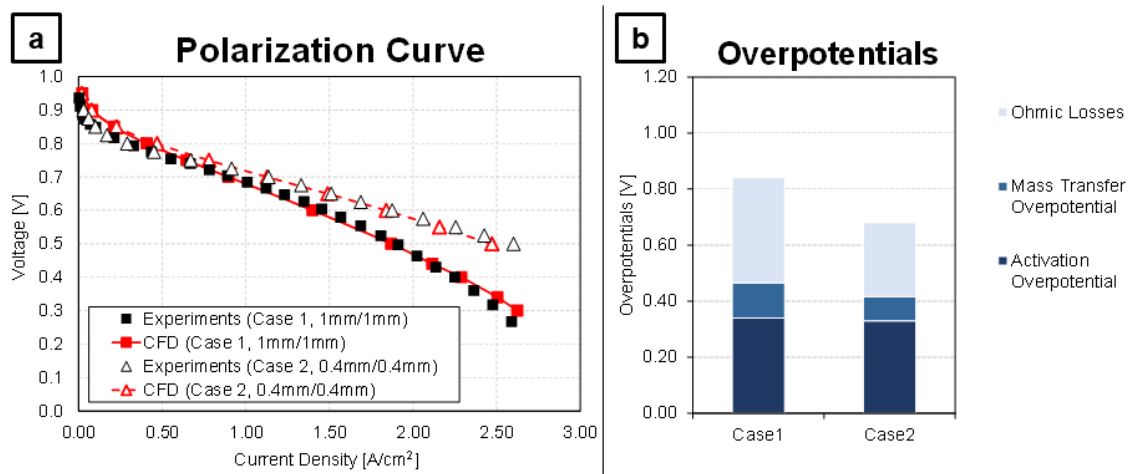 a
Polarization Curve
Voltage [V]
1.0
0.9
0.8
0.7
0.6
0.5
0.4
0.3
0.2
0.1
0.0
Experiments (Case 1, 1mm/1mm)
CFD (Case 1, 1mm/1mm)
Experiments (Case 2, 0.4mm/0.4mm)
CFD (Case 2, 0.4mm/0.4mm)
0.00 0.50 1.00 1.50 2.00 2.50 3.00
Current Density [A/cm²]
b
Overpotentials
Overpotentials [V]
1.20
1.00
0.80
0.60
0.40
0.20
0.00
Case1 Case2
Ohmic Losses
Mass Transfer
Overpotential
Activation
Overpotential